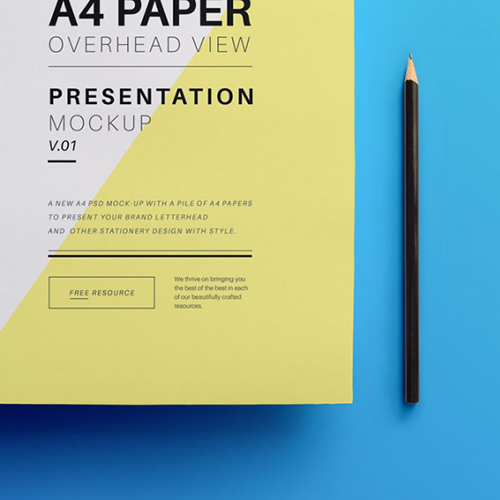 A4 PAPER
OVERHEAD VIEW
PRESENTATION
MOCKUP
V.01
A NEW A4 PSD MOCK-UP WITH A PILE OF A4 PAPERS
TO PRESENT YOUR BRAND LETTERHEAD
AND OTHER STATIONERY DESIGN WITH STYLE.
FREE RESOURCE
We thrive on bringing you
the best of the best in each
of our beautifully crafted
resources.